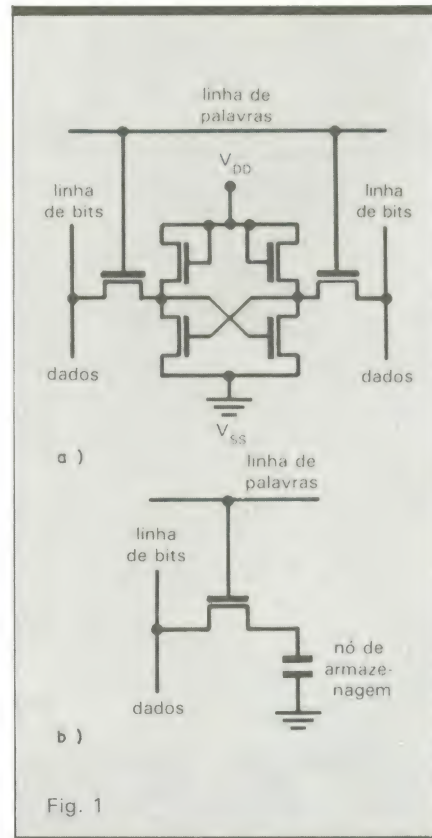 linha de
palavras
V_DD
linha
de bits
linha
de bits
dados
dados
V_SS
a )
linha de
palavras
linha
de bits
nó de
armaze-
nagem
dados
b )
Fig. 1